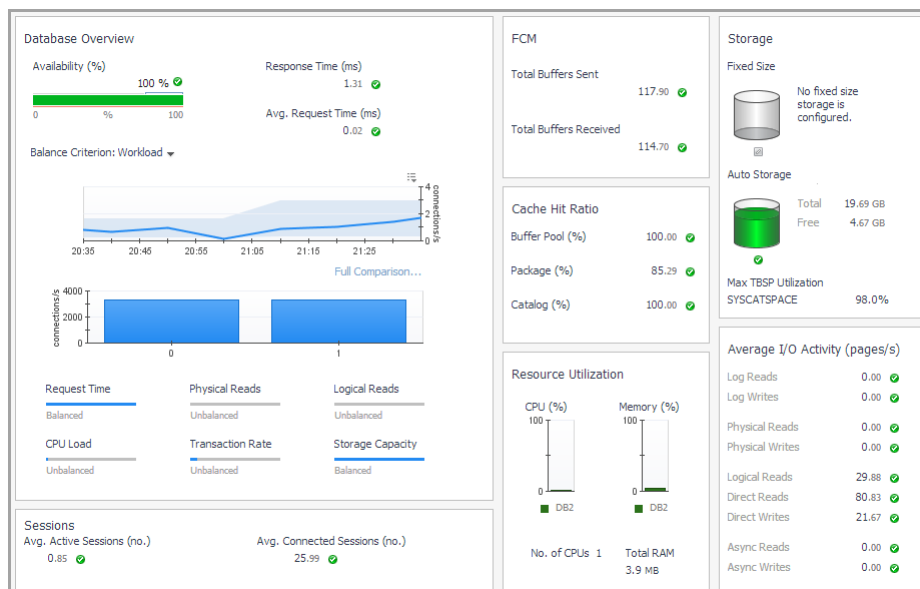 Database Overview
Availability (%)
100 %
0 % 100
Response Time (ms)
1.31
Avg. Request Time (ms)
0.02
Balance Criterion: Workload
4
2
0
connections/s
20:35 20:45 20:55 21:05 21:15 21:25
Full Comparison...
connections/s
4000
2000
0
0 1
Request Time
Balanced
Physical Reads
Unbalanced
Logical Reads
Unbalanced
CPU Load
Unbalanced
Transaction Rate
Unbalanced
Storage Capacity
Balanced
Sessions
Avg. Active Sessions (no.)
0.85
Avg. Connected Sessions (no.)
25.99
FCM
Total Buffers Sent
117.90
Total Buffers Received
114.70
Cache Hit Ratio
Buffer Pool (%) 100.00
Package (%) 85.29
Catalog (%) 100.00
Resource Utilization
CPU (%)
100
0
DB2
Memory (%)
100
0
DB2
No. of CPUs 1
Total RAM
3.9 MB
Storage
Fixed Size
No fixed size
storage is
configured.
Auto Storage
Total 19.69 GB
Free 4.67 GB
Max TBSP Utilization
SYSCATSPACE 98.0%
Average I/O Activity (pages/s)
Log Reads 0.00
Log Writes 0.00
Physical Reads 0.00
Physical Writes 0.00
Logical Reads 29.88
Direct Reads 80.83
Direct Writes 21.67
Async Reads 0.00
Async Writes 0.00